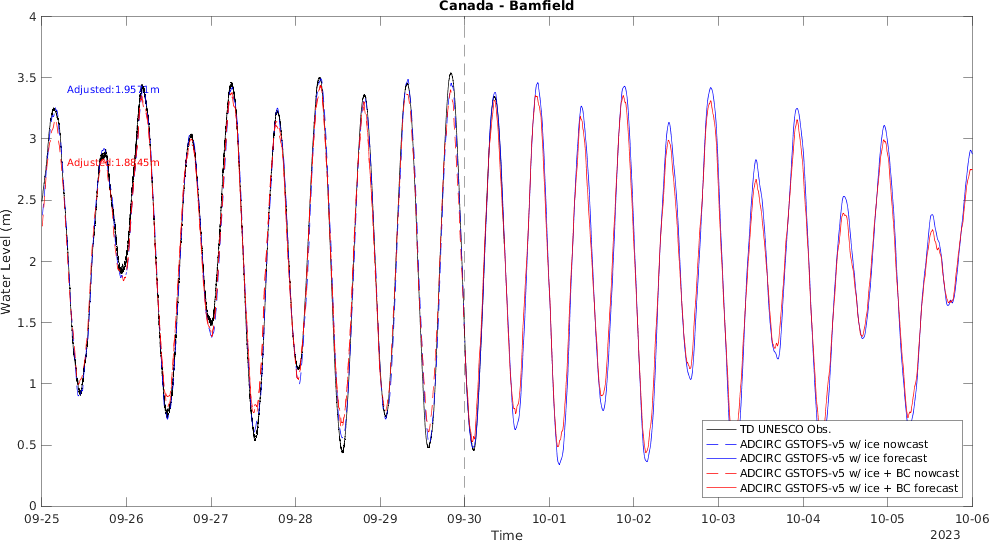 Canada - Bamfield
4
3.5
3
2.5
2
1.5
1
0.5
0
Water Level (m)
Adjusted:1.9571m
Adjusted:1.8845m
TD UNESCO Obs.
ADCIRC GSTOFS-v5 w/ ice nowcast
ADCIRC GSTOFS-v5 w/ ice forecast
ADCIRC GSTOFS-v5 w/ ice + BC nowcast
ADCIRC GSTOFS-v5 w/ ice + BC forecast
09-25 09-26 09-27 09-28 09-29 09-30 10-01 10-02 10-03 10-04 10-05 10-06
Time
2023